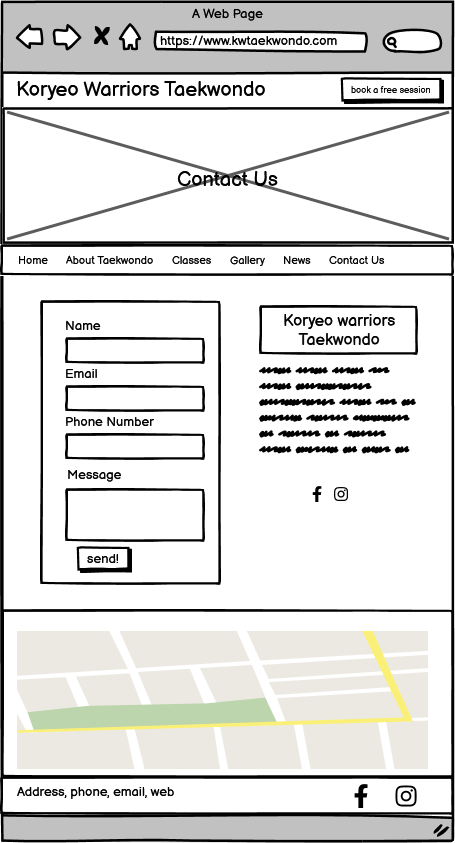 A Web Page
https://www.kwtaekwondo.com
Koryeo Warriors Taekwondo
book a free session
Contact Us
Home About Taekwondo Classes Gallery News Contact Us
Name
Email
Phone Number
Message
send!
Koryeo warriors
Taekwondo
Address, phone, email, web